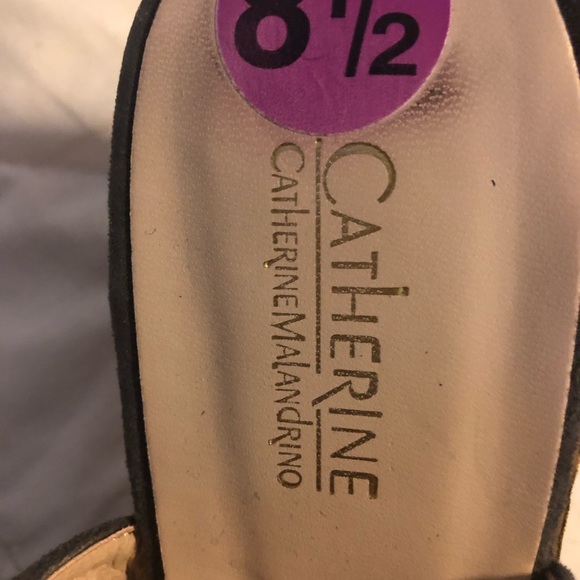 8 1/2
CATHERINE
CATHERINE MALANDRINO